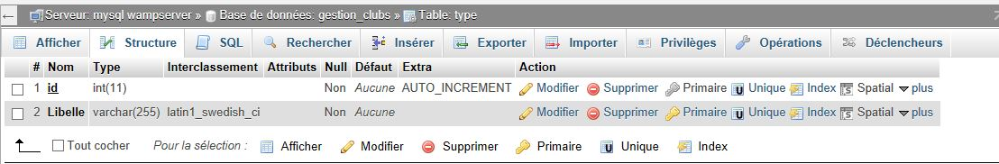 Serveur: mysql wampserver » Base de données: gestion_clubs » Table: type
Afficher Structure SQL Rechercher Insérer Exporter Importer Privilèges Opérations Déclencheurs
# Nom Type Interclassement Attributs Null Défaut Extra Action
1 id int(11) Non Aucune AUTO_INCREMENT Modifier Supprimer Primaire Unique Index Spatial plus
2 Libelle varchar(255) latin1_swedish_ci Non Aucune Modifier Supprimer Primaire Unique Index Spatial plus
Tout cocher Pour la sélection : Afficher Modifier Supprimer Primaire Unique Index